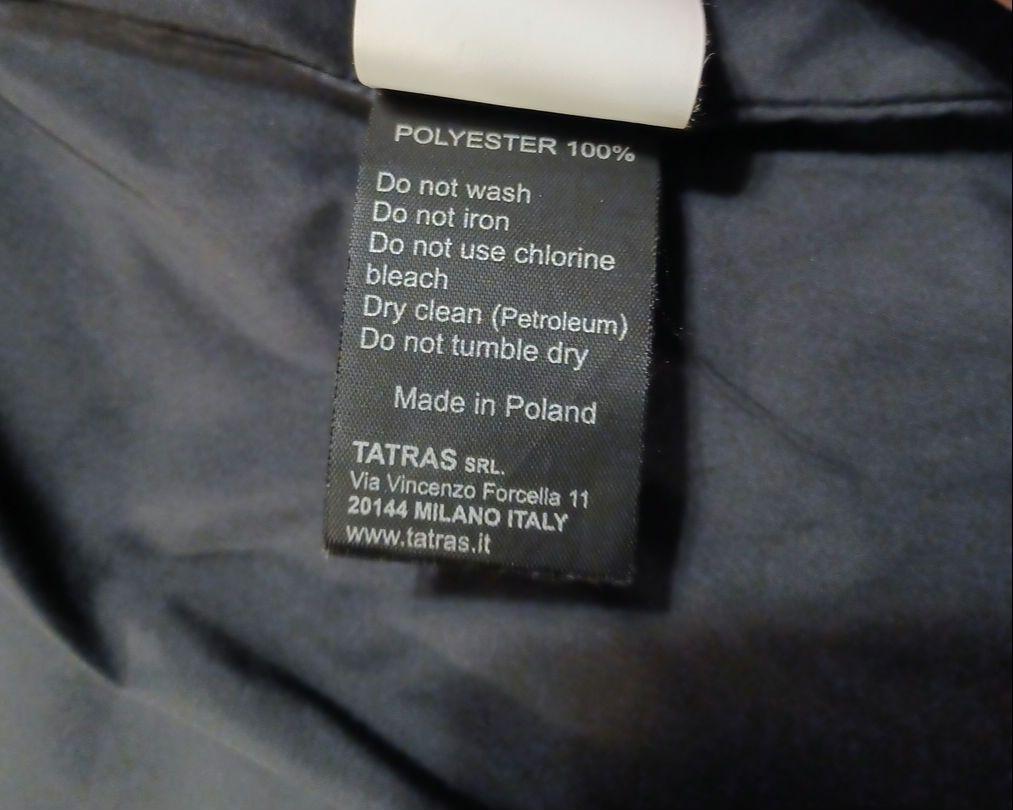 POLYESTER 100%
Do not wash
Do not iron
Do not use chlorine
bleach
Dry clean (Petroleum)
Do not tumble dry
Made in Poland
TATRAS SRL.
Via Vincenzo Forcella 11
20144 MILANO ITALY
www.tatras.it